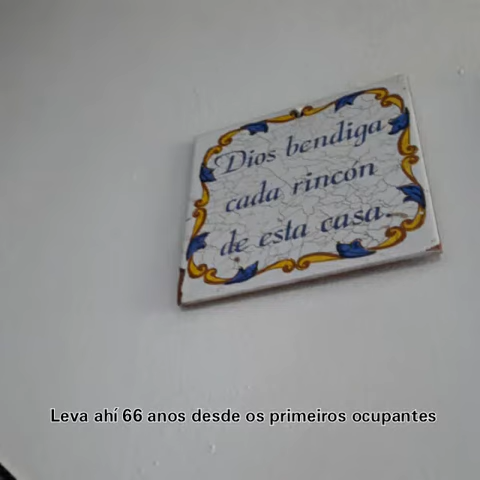 Dios bendiga
cada rincón
de esta casa.
Leva ahí 66 anos desde os primeiros ocupantes